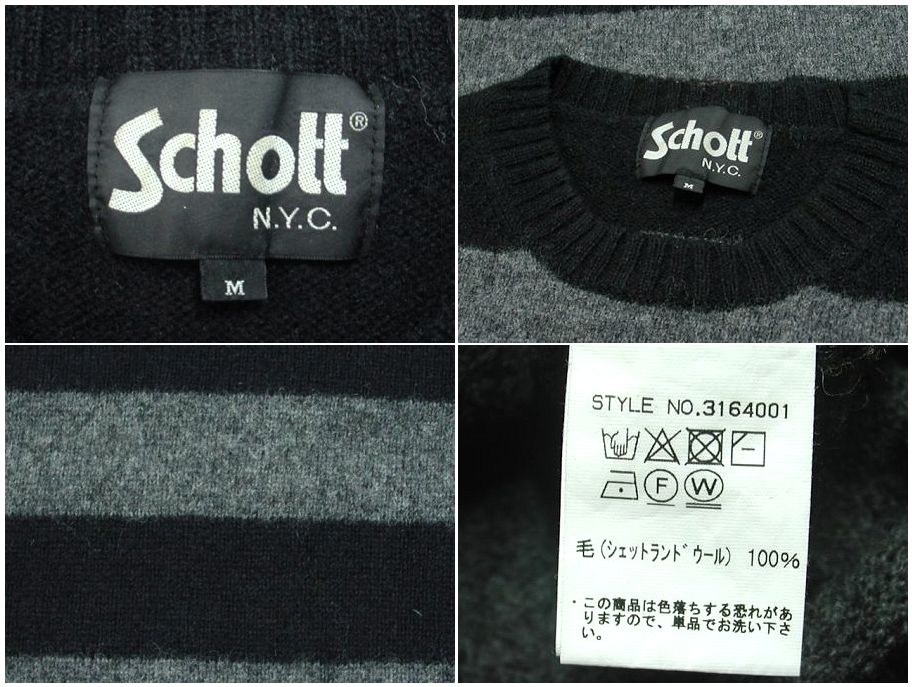 Schott®
N.Y.C.
M
Schott®
N.Y.C.
M
STYLE NO.3164001
F W
毛(シェットランドウール) 100%
・この商品は色落ちする恐れがあ
りますので、単品でお洗い下さ
い。